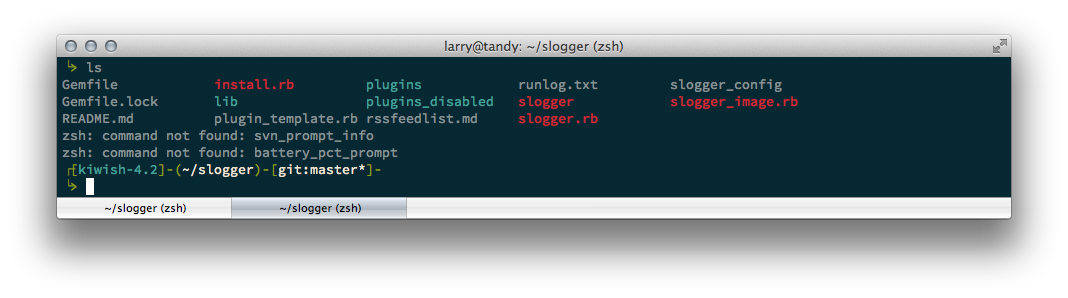 larry@tandy: ~/slogger (zsh)
↳ ls
Gemfile install.rb plugins runlog.txt slogger_config
Gemfile.lock lib plugins_disabled slogger slogger_image.rb
README.md plugin_template.rb rssfeedlist.md slogger.rb
zsh: command not found: svn_prompt_info
zsh: command not found: battery_pct_prompt
┌[kiwish-4.2]-(~/slogger)-[git:master*]-
↳
~/slogger (zsh) ~/slogger (zsh)